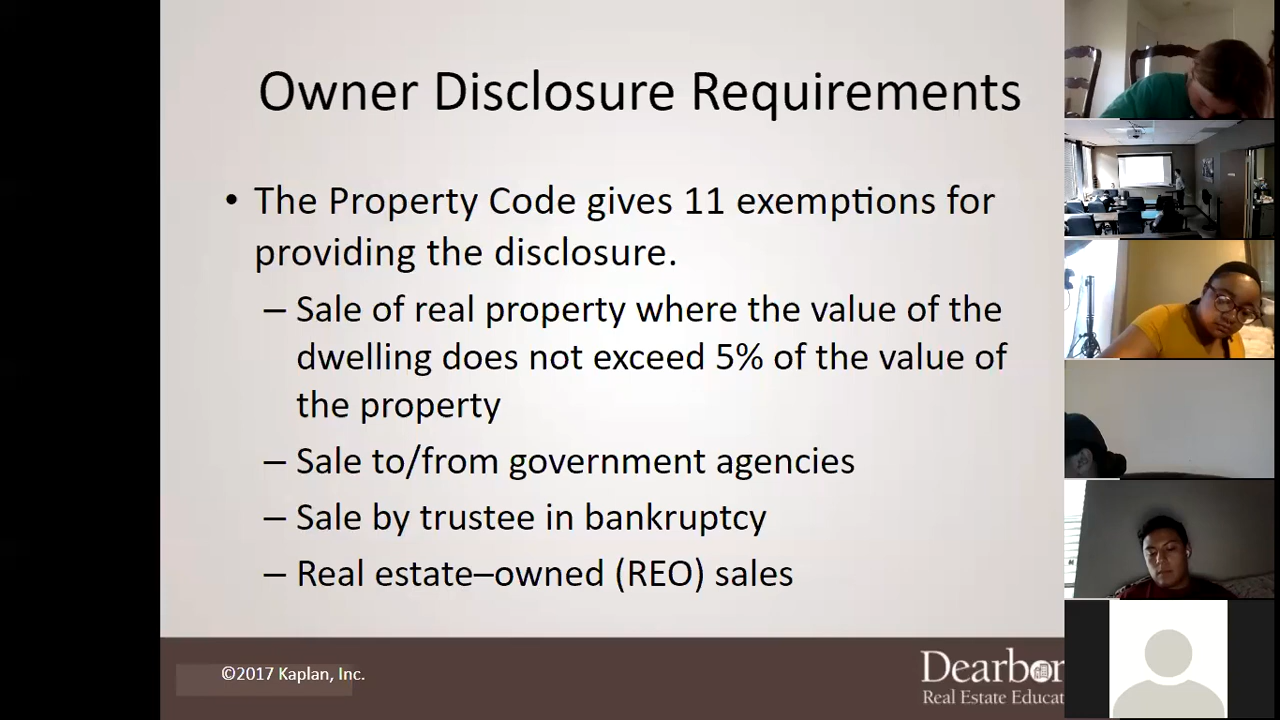 Owner Disclosure Requirements
• The Property Code gives 11 exemptions for
providing the disclosure.
– Sale of real property where the value of the
dwelling does not exceed 5% of the value of
the property
– Sale to/from government agencies
– Sale by trustee in bankruptcy
– Real estate–owned (REO) sales
©2017 Kaplan, Inc.
Dearbor
Real Estate Educat